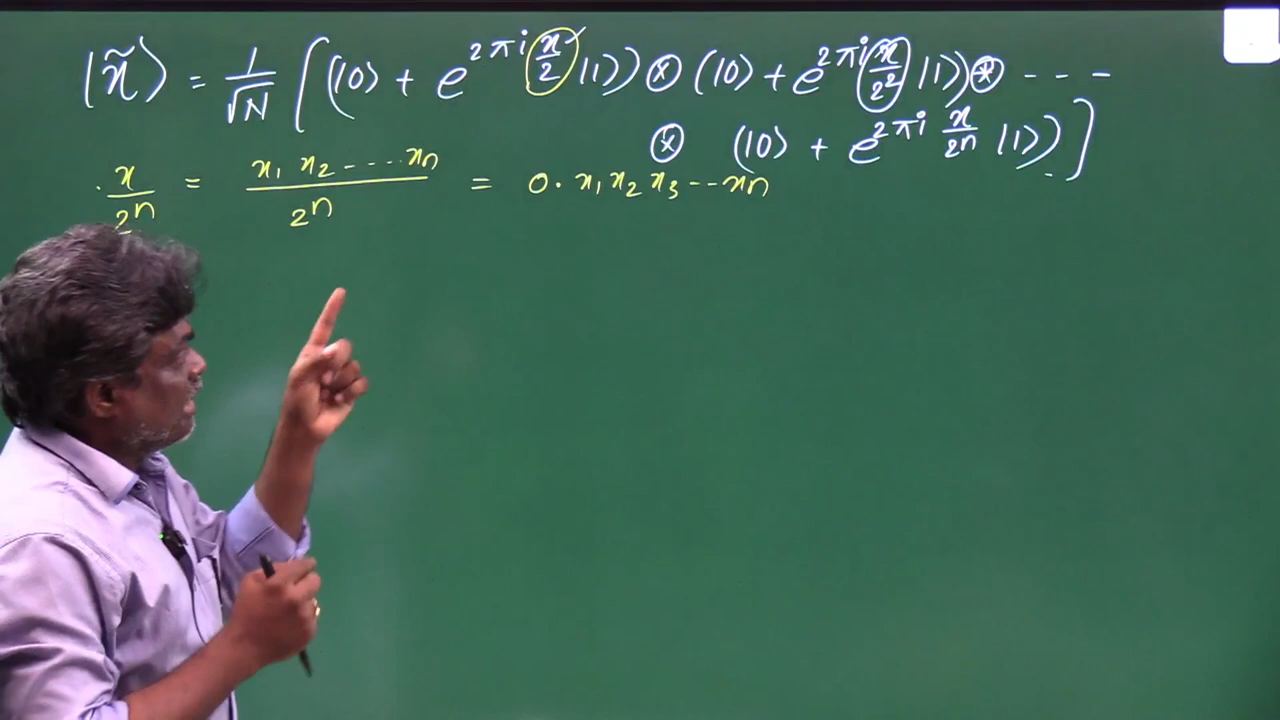 |x̃⟩ = 1/√N [(|0⟩ + e^{2πi x/2} |1⟩) ⊗ (|0⟩ + e^{2πi x/2²} |1⟩) ⊗ - - -
⊗ (|0⟩ + e^{2πi x/2ⁿ} |1⟩)]
. x/2ⁿ = x₁ x₂ -----xₙ/2ⁿ = 0. x₁ x₂ x₃ --- xₙ